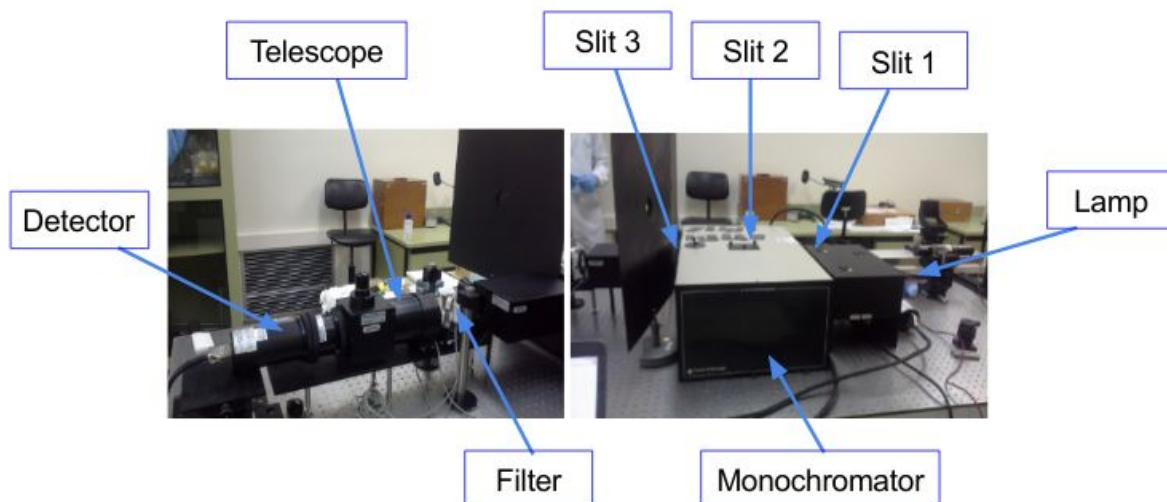 Slit 3
Slit 2
Slit 1
Telescope
Detector
Lamp
Filter
Monochromator